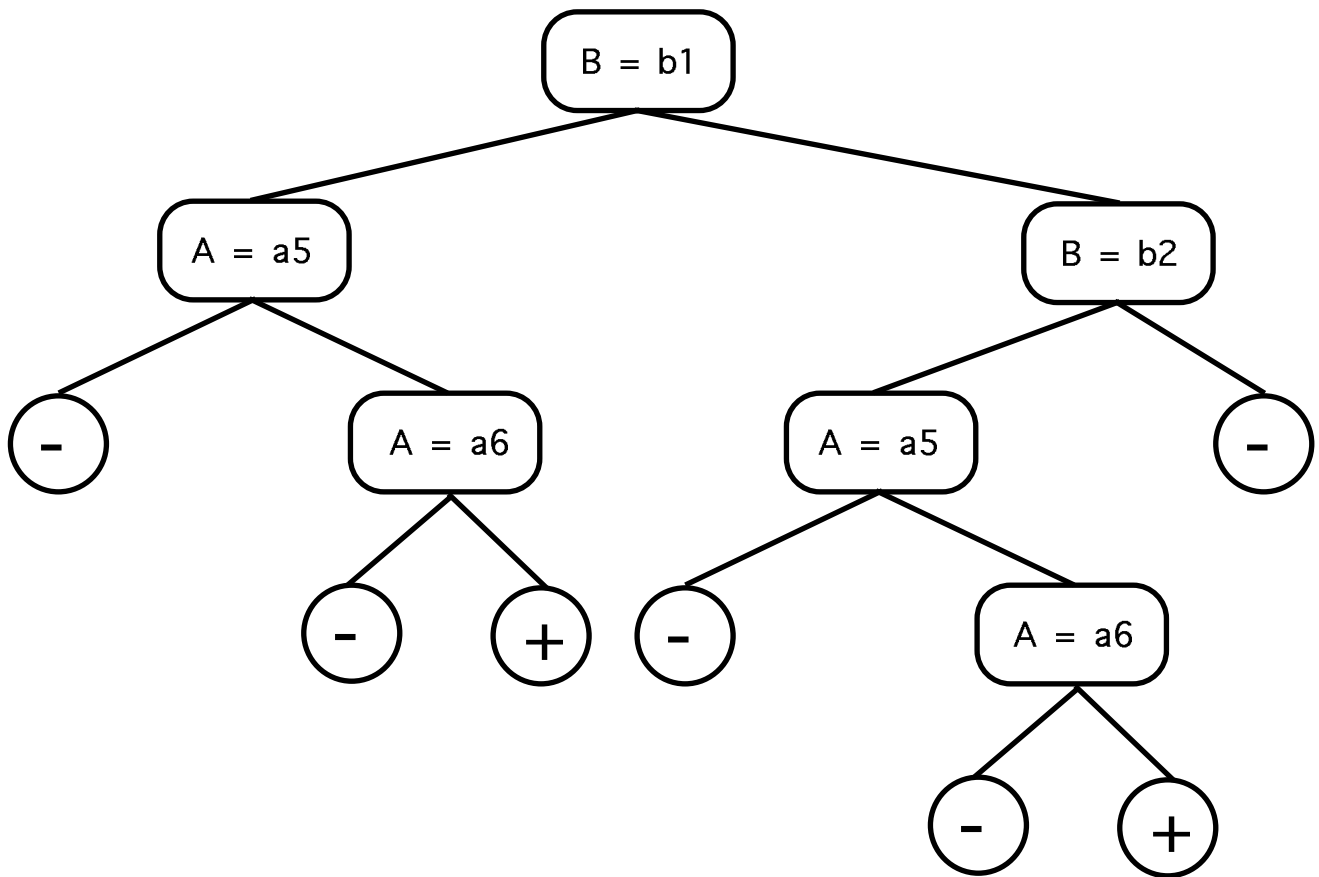 B = b1
A = a5
B = b2
-
A = a6
A = a5
-
-
+
-
A = a6
-
+